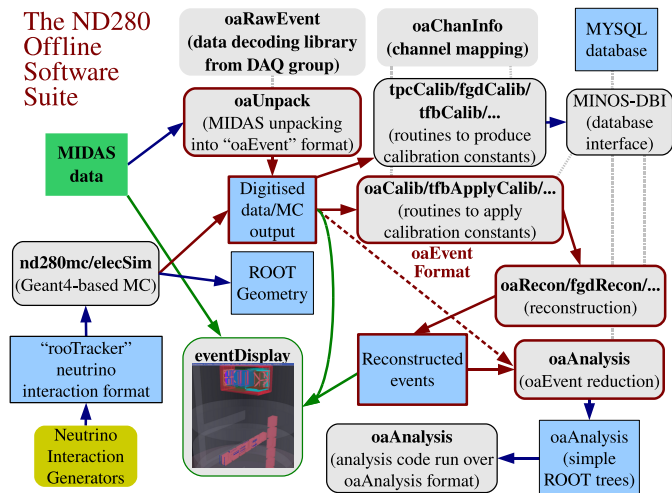 The ND280
Offline
Software
Suite
oaRawEvent
(data decoding library
from DAQ group)
oaChanInfo
(channel mapping)
MYSQL
database
oaUnpack
(MIDAS unpacking
into “oaEvent” format)
tpcCalib/fgdCalib/
tfbCalib/...
(routines to produce
calibration constants)
MINOS-DBI
(database
interface)
MIDAS
data
Digitised
data/MC
output
oaCalib/tfbApplyCalib/...
(routines to apply
calibration constants)
oaEvent
Format
nd280mc/elecSim
(Geant4-based MC)
ROOT
Geometry
oaRecon/fgdRecon/...
(reconstruction)
“rooTracker”
neutrino
interaction format
eventDisplay
Reconstructed
events
oaAnalysis
(oaEvent reduction)
Neutrino
Interaction
Generators
oaAnalysis
(analysis code run over
oaAnalysis format)
oaAnalysis
(simple
ROOT trees)